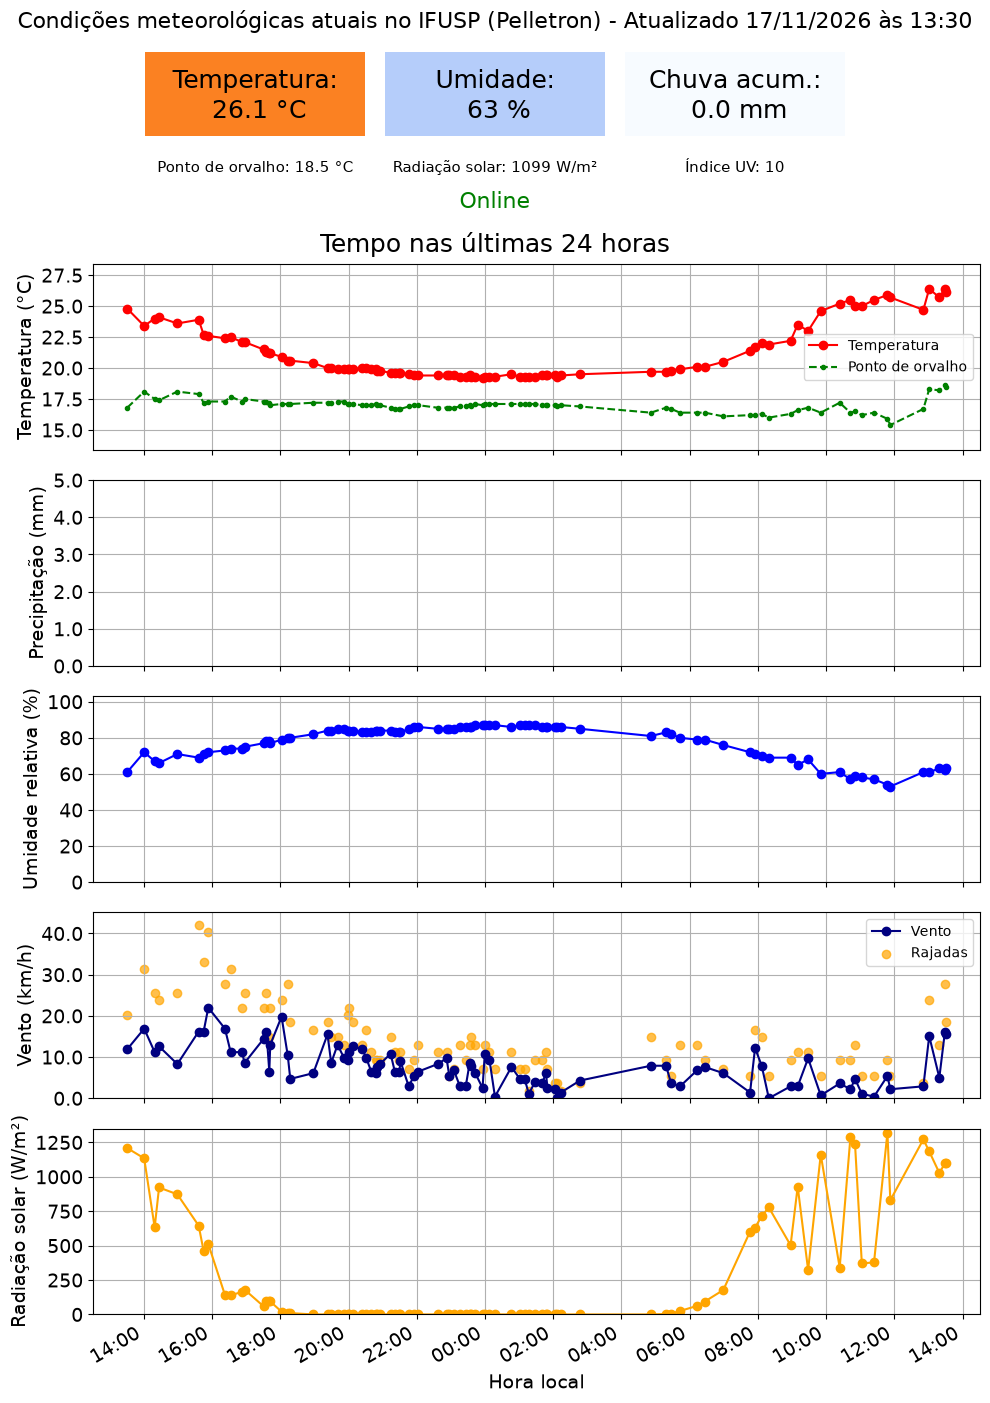 Condições meteorológicas atuais no IFUSP (Pelletron) - Atualizado 17/11/2026 às 13:30
Temperatura:
26.1 °C
Umidade:
63 %
Chuva acum.:
0.0 mm
Ponto de orvalho: 18.5 °C
Radiação solar: 1099 W/m²
Índice UV: 10
Online
Tempo nas últimas 24 horas
Temperatura (°C)
27.5
25.0
22.5
20.0
17.5
15.0
Temperatura
Ponto de orvalho
Precipitação (mm)
5.0
4.0
3.0
2.0
1.0
0.0
Umidade relativa (%)
100
80
60
40
20
0
Vento (km/h)
40.0
30.0
20.0
10.0
0.0
Vento
Rajadas
Radiação solar (W/m²)
1250
1000
750
500
250
0
14:00 16:00 18:00 20:00 22:00 00:00 02:00 04:00 06:00 08:00 10:00 12:00 14:00
Hora local